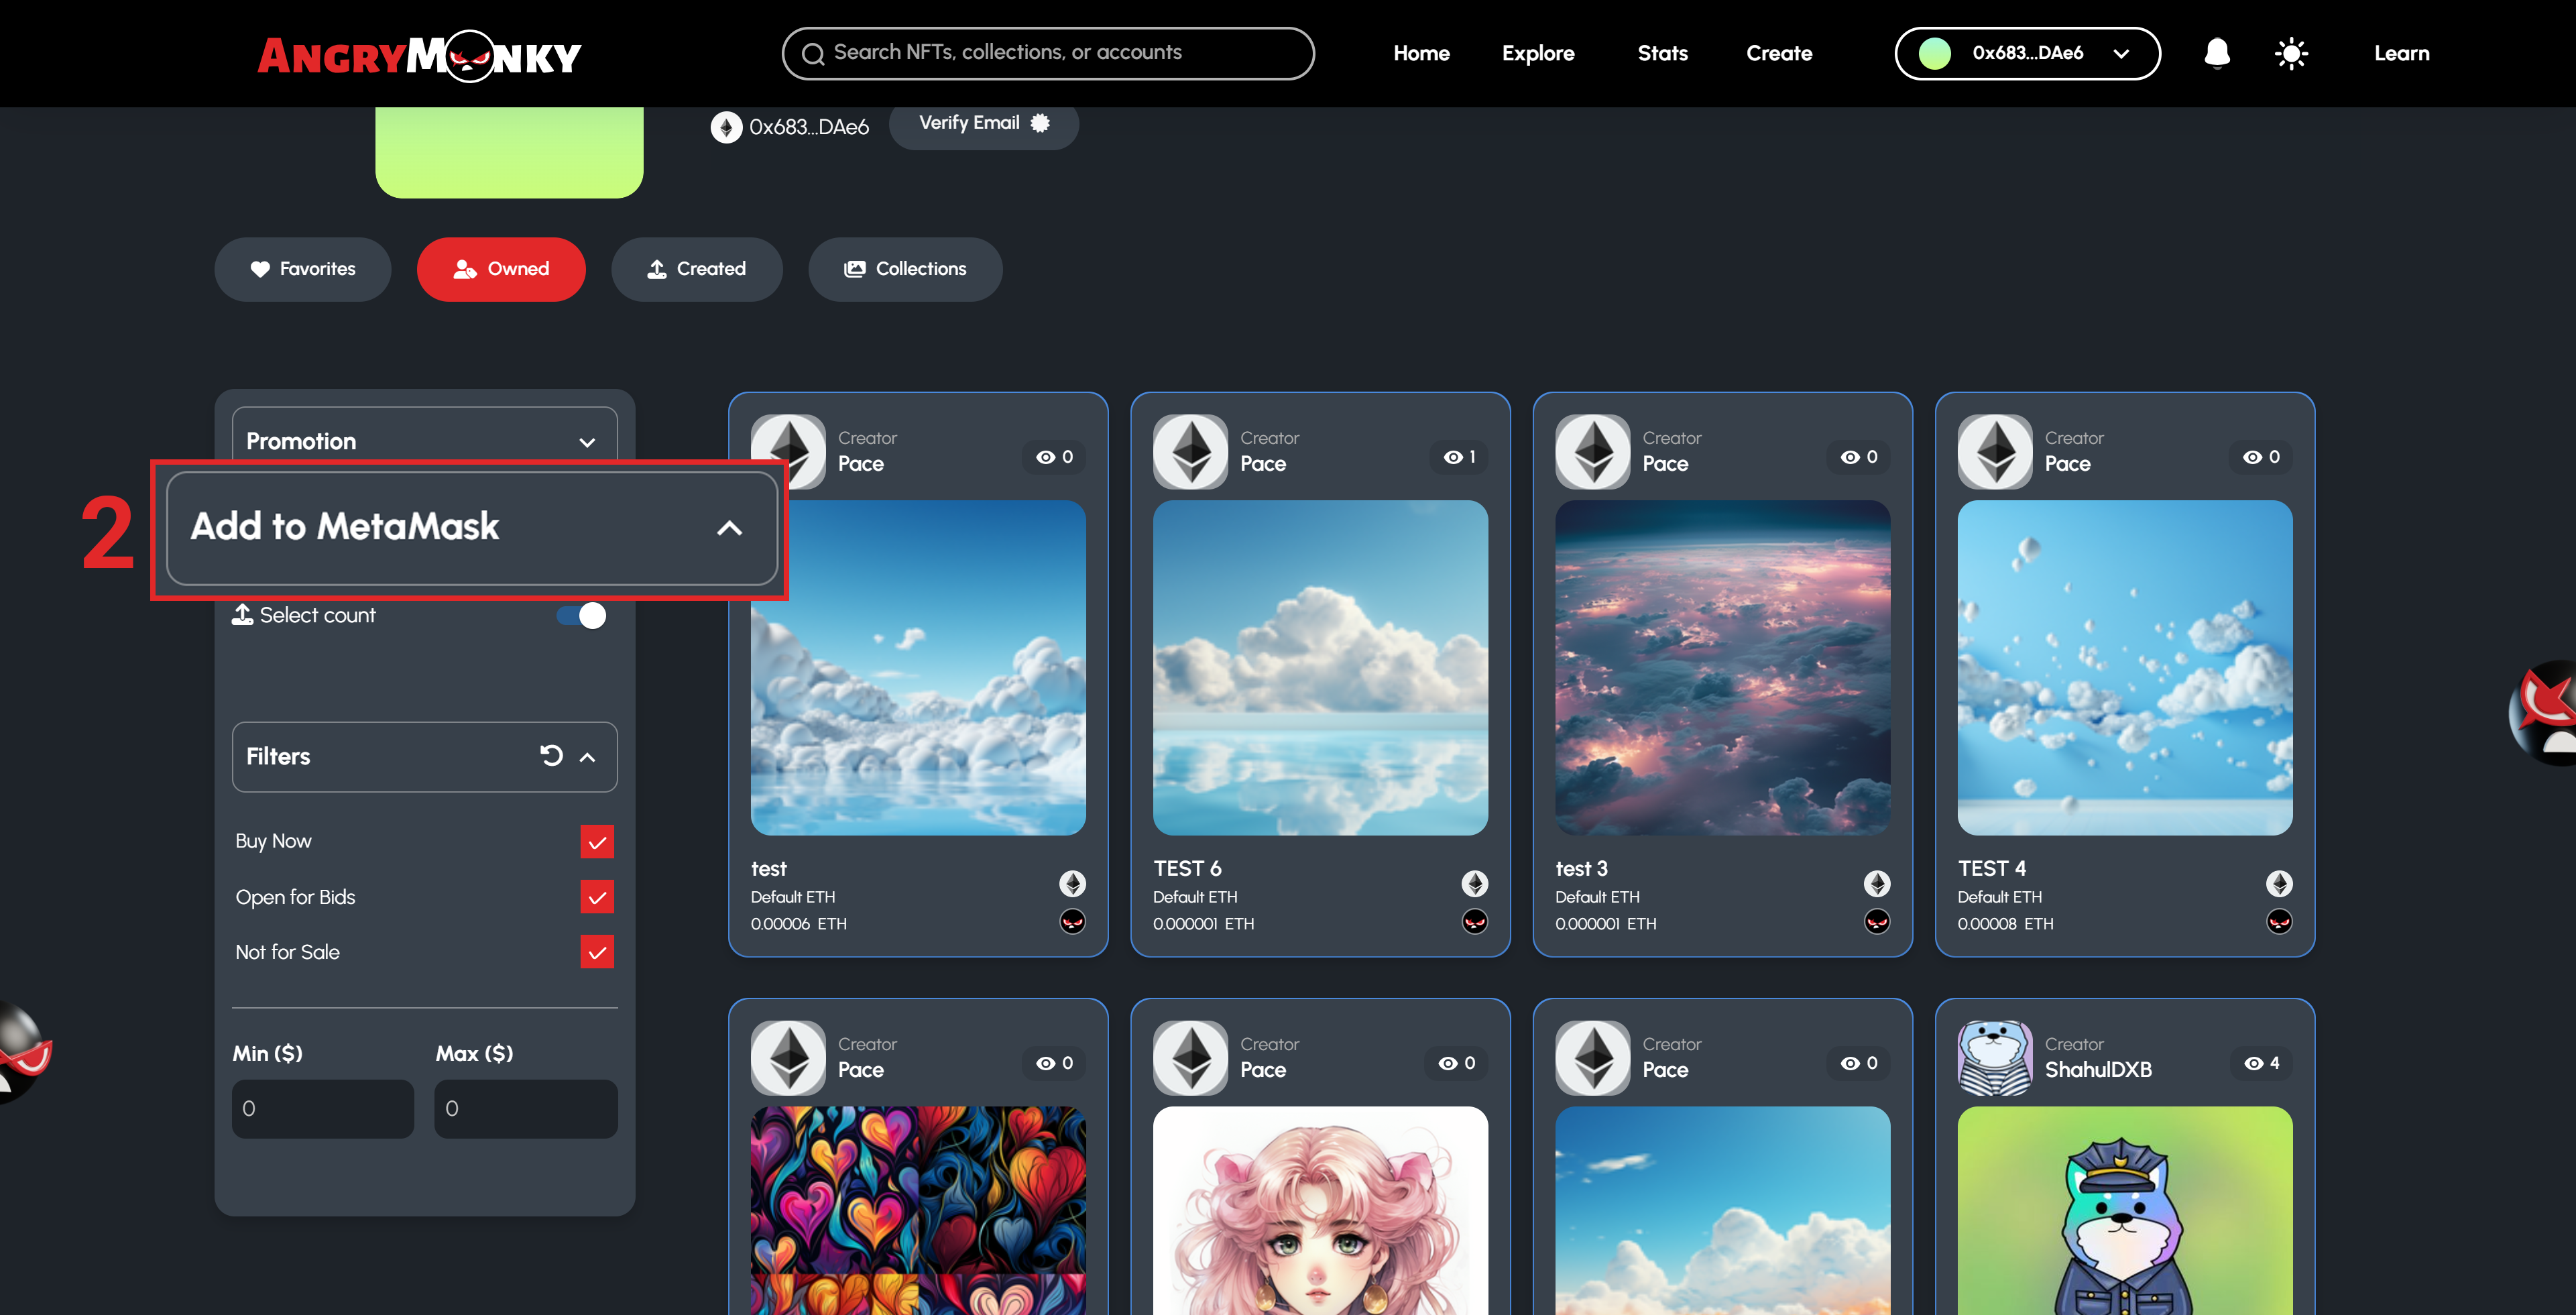 ANGRYMONKY
Search NFTs, collections, or accounts
Home
Explore
Stats
Create
0x683...DAe6
Learn
0x683...DAe6
Verify Email
Favorites
Owned
Created
Collections
Promotion
2
Add to MetaMask
Select count
Filters
Buy Now
Open for Bids
Not for Sale
Min ($)
Max ($)
0
0
Creator
Pace
0
test
Default ETH
0.00006 ETH
Creator
Pace
1
TEST 6
Default ETH
0.000001 ETH
Creator
Pace
0
test 3
Default ETH
0.000001 ETH
Creator
Pace
0
TEST 4
Default ETH
0.00008 ETH
Creator
Pace
0
Creator
Pace
0
Creator
Pace
0
Creator
ShahulDXB
4